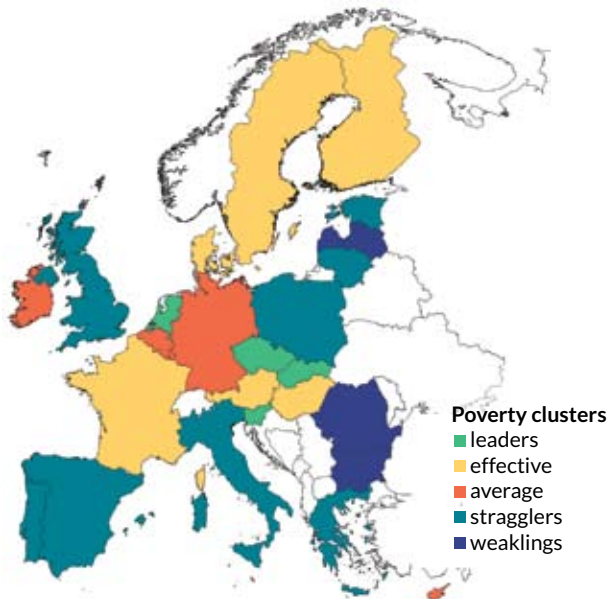 Poverty clusters
leaders
effective
average
stragglers
weaklings